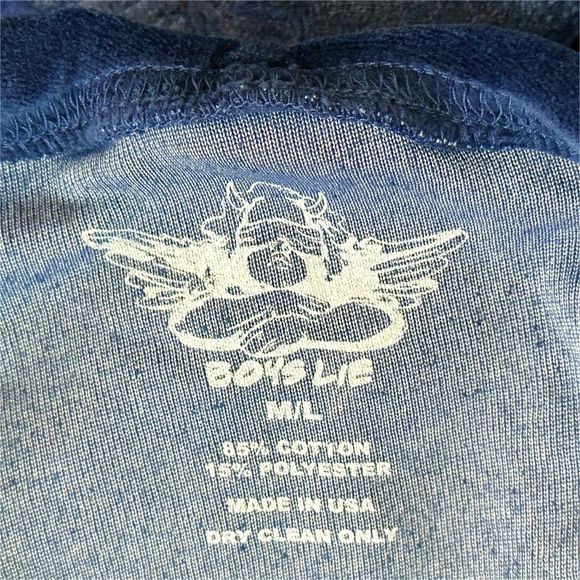 BOYS LIE
M/L
85% COTTON
15% POLYESTER
MADE IN USA
DRY CLEAN ONLY